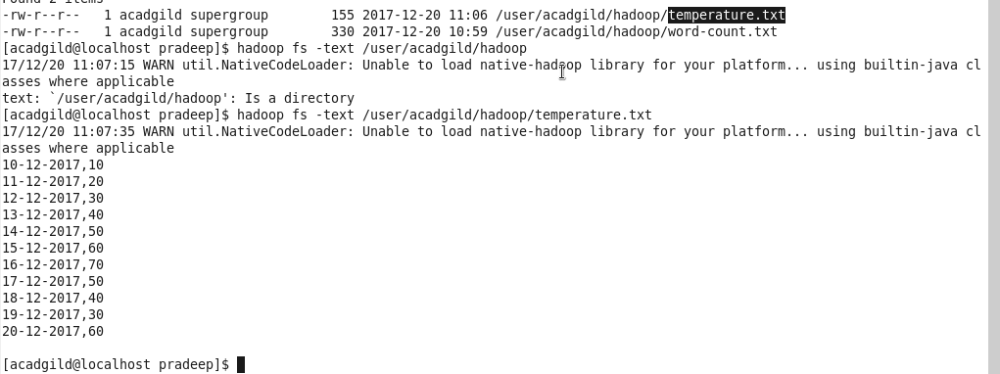 Found 2 items
-rw-r--r--   1 acadgild supergroup        155 2017-12-20 11:06 /user/acadgild/hadoop/temperature.txt
-rw-r--r--   1 acadgild supergroup        330 2017-12-20 10:59 /user/acadgild/hadoop/word-count.txt
[acadgild@localhost pradeep]$ hadoop fs -text /user/acadgild/hadoop
17/12/20 11:07:15 WARN util.NativeCodeLoader: Unable to load native-hadoop library for your platform... using builtin-java cl
asses where applicable
text: `/user/acadgild/hadoop': Is a directory
[acadgild@localhost pradeep]$ hadoop fs -text /user/acadgild/hadoop/temperature.txt
17/12/20 11:07:35 WARN util.NativeCodeLoader: Unable to load native-hadoop library for your platform... using builtin-java cl
asses where applicable
10-12-2017,10
11-12-2017,20
12-12-2017,30
13-12-2017,40
14-12-2017,50
15-12-2017,60
16-12-2017,70
17-12-2017,50
18-12-2017,40
19-12-2017,30
20-12-2017,60
[acadgild@localhost pradeep]$